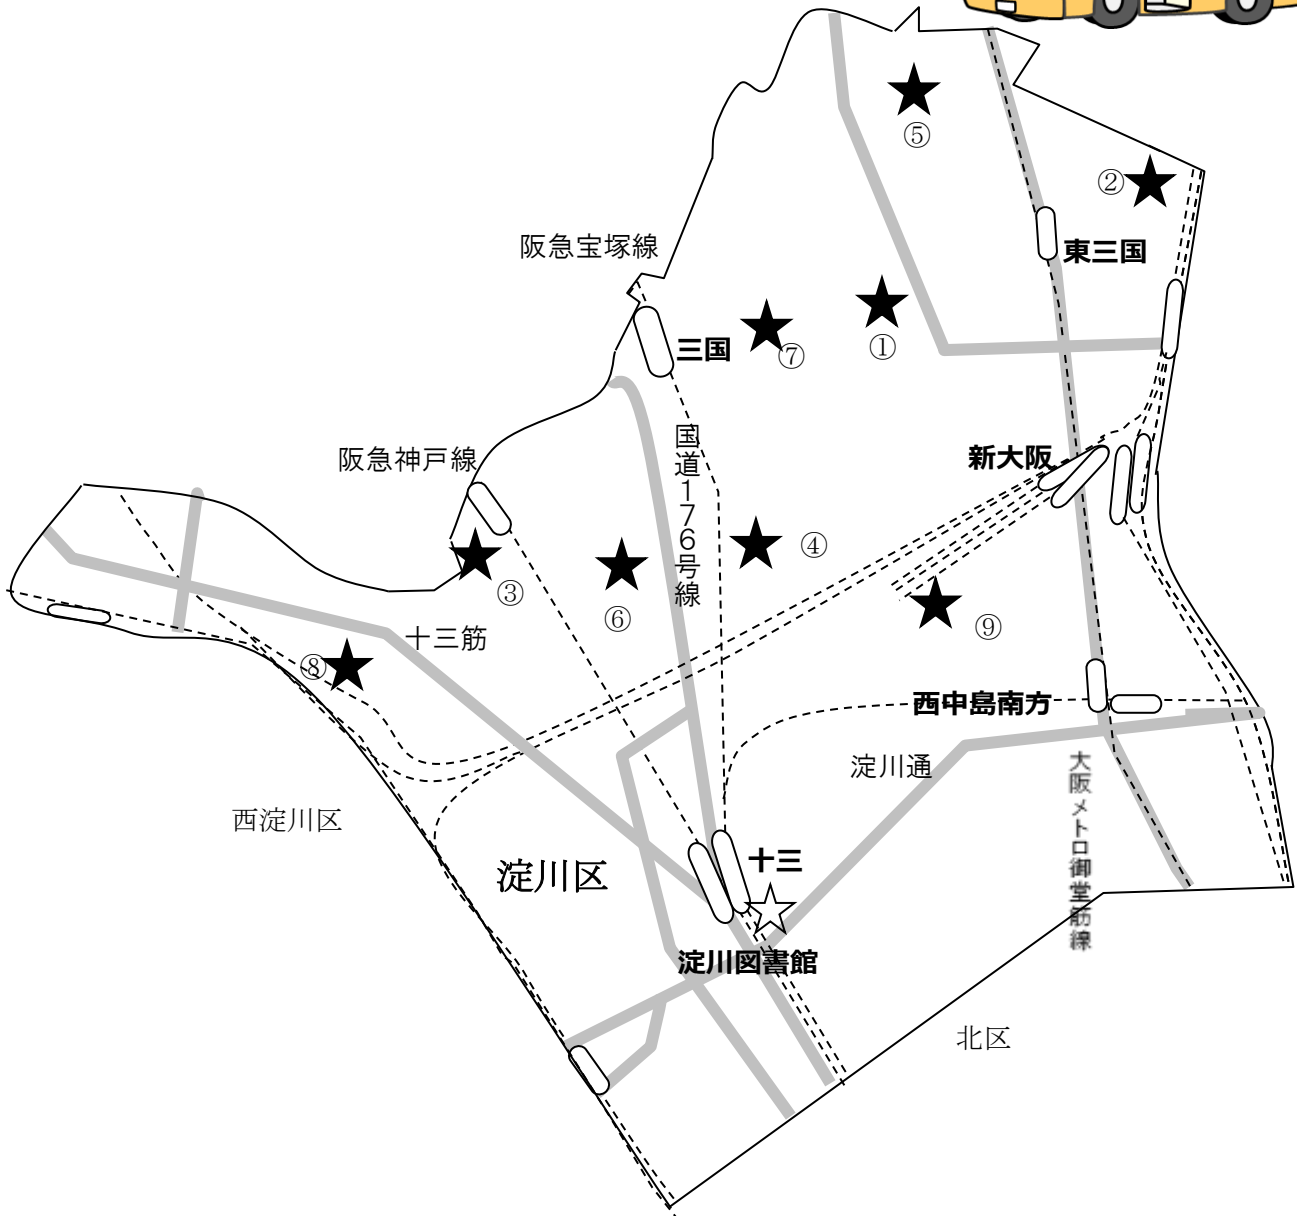 ⑤
②
阪急宝塚線
東三国
三国
⑦
①
国道176号線
阪急神戸線
新大阪
④
③
⑥
⑨
十三筋
⑧
西中島南方
淀川通
大阪メトロ御堂筋線
西淀川区
淀川区
十三
淀川図書館
北区